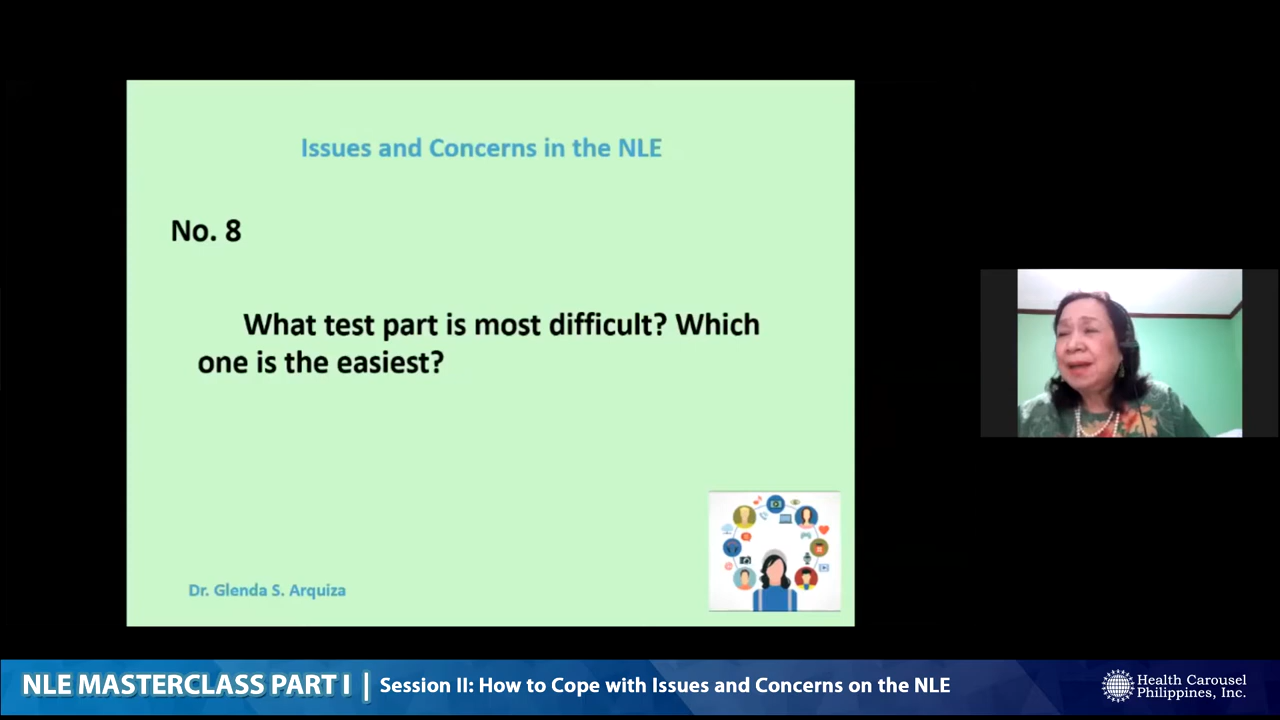 Issues and Concerns in the NLE
No. 8
What test part is most difficult? Which
one is the easiest?
Dr. Glenda S. Arquiza
NLE MASTERCLASS PART I | Session II: How to Cope with Issues and Concerns on the NLE
Health Carousel
Philippines, Inc.